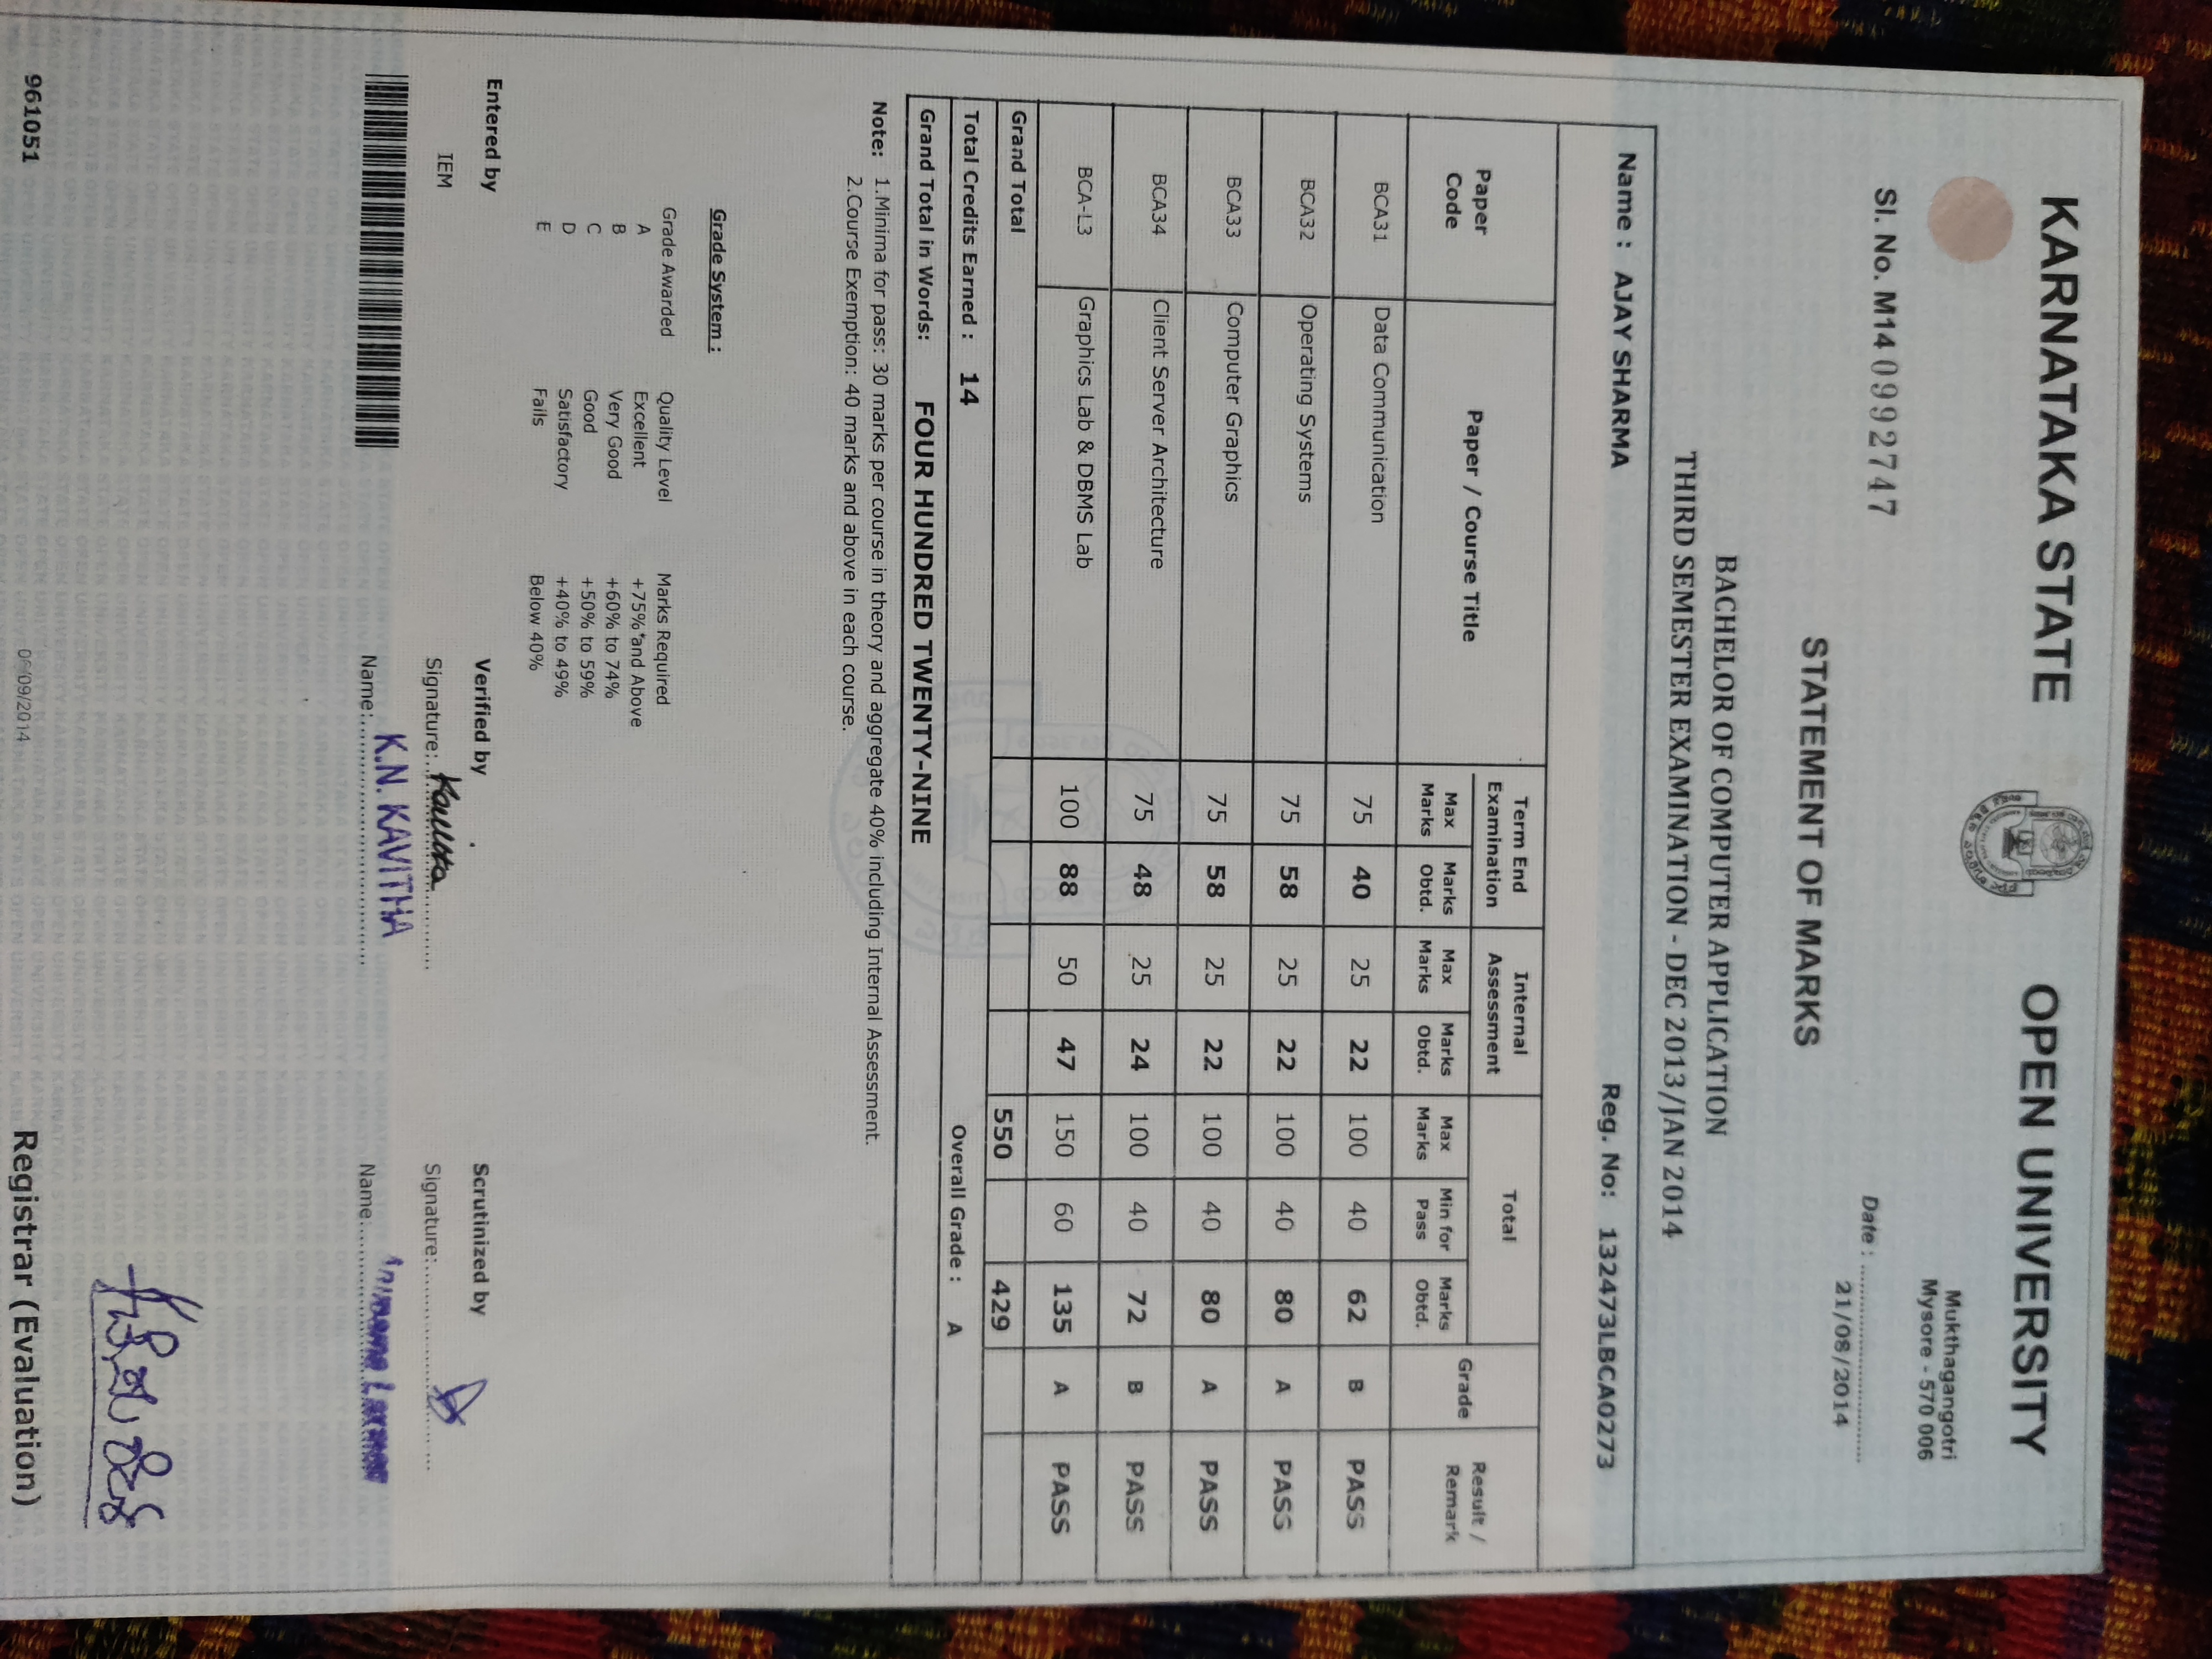 KARNATAKA STATE OPEN UNIVERSITY
Mukthagangotri
Mysore - 570 006
Sl. No. M14 0992747
Date : ....................................
21/08/2014
STATEMENT OF MARKS
BACHELOR OF COMPUTER APPLICATION
THIRD SEMESTER EXAMINATION - DEC 2013/JAN 2014
Name : AJAY SHARMA Reg. No: 132473LBCA0273
Paper Code Paper / Course Title Term End Examination Internal Assessment Total Grade Result / Remark
Max Marks Marks Obtd. Max Marks Marks Obtd. Max Marks Min for Pass Marks Obtd.
BCA31 Data Communication 75 40 25 22 100 40 62 B PASS
BCA32 Operating Systems 75 58 25 22 100 40 80 A PASS
BCA33 Computer Graphics 75 58 25 22 100 40 80 A PASS
BCA34 Client Server Architecture 75 48 25 24 100 40 72 B PASS
BCA-L3 Graphics Lab & DBMS Lab 100 88 50 47 150 60 135 A PASS
Grand Total 550 429
Total Credits Earned : 14 Overall Grade : A
Grand Total in Words: FOUR HUNDRED TWENTY-NINE
Note: 1.Minima for pass: 30 marks per course in theory and aggregate 40% including Internal Assessment.
2.Course Exemption: 40 marks and above in each course.
Grade System :
Grade Awarded Quality Level Marks Required
A Excellent +75% and Above
B Very Good +60% to 74%
C Good +50% to 59%
D Satisfactory +40% to 49%
E Fails Below 40%
Entered by Verified by Scrutinized by
IEM Signature: Kavitha Signature:
K.N. KAVITHA Anupama
Name: Name
KARNATAKA STATE OPEN UNIVERSITY
961051 06/09/2014 Registrar (Evaluation)